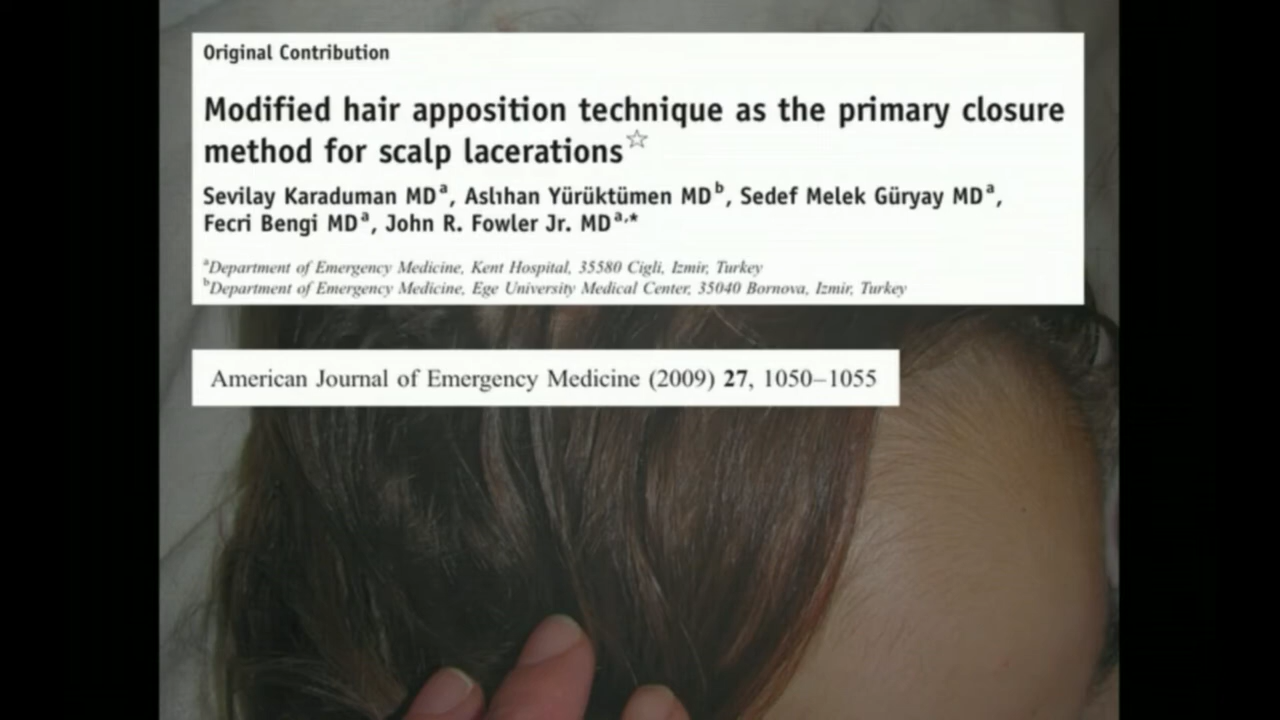 Original Contribution
Modified hair apposition technique as the primary closure
method for scalp lacerations☆
Sevilay Karaduman MDᵃ, Aslıhan Yürüktümen MDᵇ, Sedef Melek Güryay MDᵃ,
Fecri Bengi MDᵃ, John R. Fowler Jr. MDᵃ,*
ᵃDepartment of Emergency Medicine, Kent Hospital, 35580 Cigli, Izmir, Turkey
ᵇDepartment of Emergency Medicine, Ege University Medical Center, 35040 Bornova, Izmir, Turkey
American Journal of Emergency Medicine (2009) 27, 1050–1055